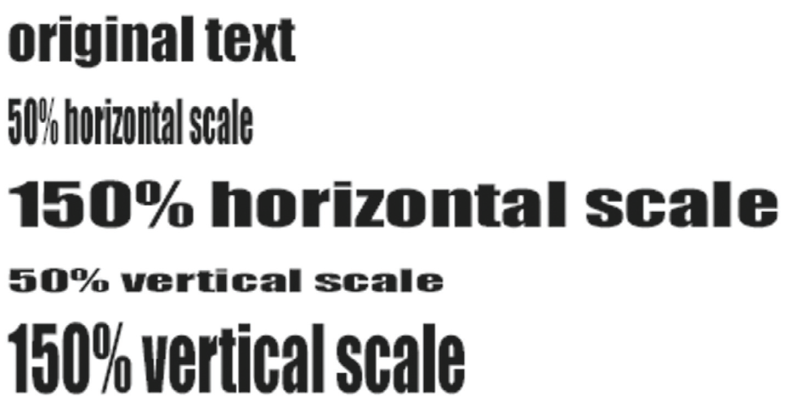 original text
50% horizontal scale
150% horizontal scale
50% vertical scale
150% vertical scale